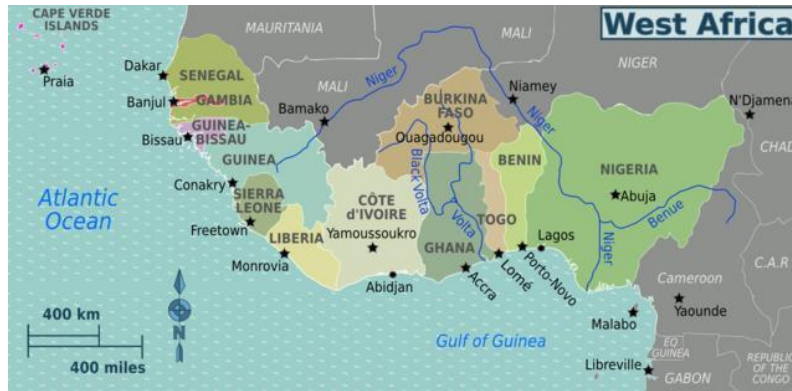 West Africa
CAPE VERDE
ISLANDS
Praia
MAURITANIA
MALI
MALI
NIGER
Niger
Dakar
SENEGAL
Banjul
GAMBIA
GUINEA-
BISSAU
Bissau
Bamako
Niamey
Niger
N'Djamena
CHAD
BURKINA
FASO
Ouagadougou
GUINEA
Conakry
SIERRA
LEONE
Freetown
LIBERIA
Monrovia
CÔTE
d'IVOIRE
Yamoussoukro
Abidjan
Black Volta
Volta
GHANA
Accra
TOGO
Lomé
BENIN
Porto-Novo
NIGERIA
Abuja
Lagos
Niger
Benue
Atlantic
Ocean
Gulf of Guinea
Cameroon
Yaounde
C.A.R
Malabo
EQ
GUINEA
Libreville
GABON
REPUBLIC
OF THE
CONGO
N
400 km
400 miles